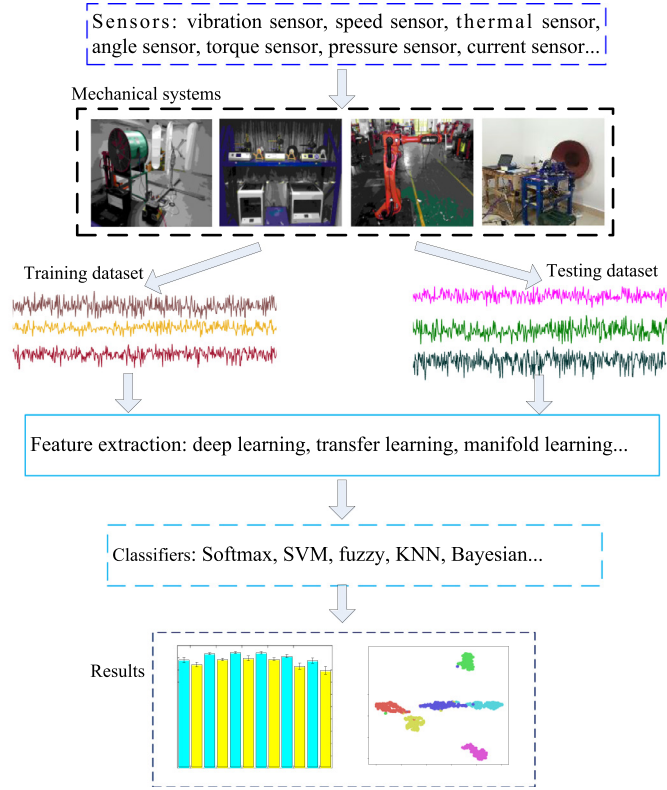 Sensors: vibration sensor, speed sensor, thermal sensor,
angle sensor, torque sensor, pressure sensor, current sensor...
Mechanical systems
Training dataset
Testing dataset
Feature extraction: deep learning, transfer learning, manifold learning...
Classifiers: Softmax, SVM, fuzzy, KNN, Bayesian...
Results